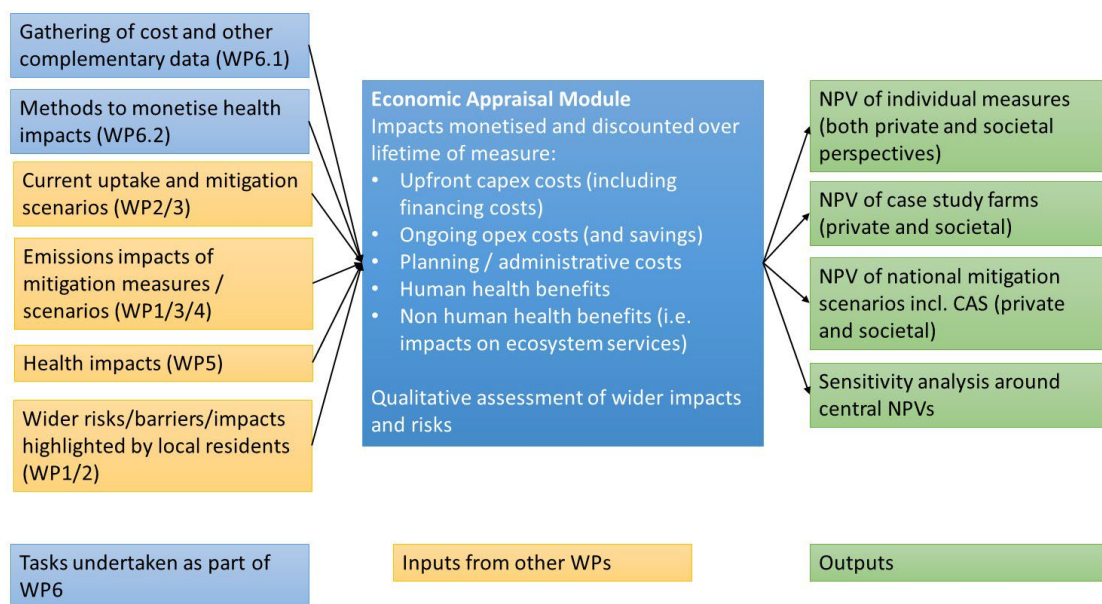 Gathering of cost and other
complementary data (WP6.1)
Methods to monetise health
impacts (WP6.2)
Current uptake and mitigation
scenarios (WP2/3)
Emissions impacts of
mitigation measures /
scenarios (WP1/3/4)
Health impacts (WP5)
Wider risks/barriers/impacts
highlighted by local residents
(WP1/2)
Economic Appraisal Module
Impacts monetised and discounted over
lifetime of measure:
• Upfront capex costs (including
financing costs)
• Ongoing opex costs (and savings)
• Planning / administrative costs
• Human health benefits
• Non human health benefits (i.e.
impacts on ecosystem services)
Qualitative assessment of wider impacts
and risks
NPV of individual measures
(both private and societal
perspectives)
NPV of case study farms
(private and societal)
NPV of national mitigation
scenarios incl. CAS (private
and societal)
Sensitivity analysis around
central NPVs
Tasks undertaken as part of
WP6
Inputs from other WPs
Outputs